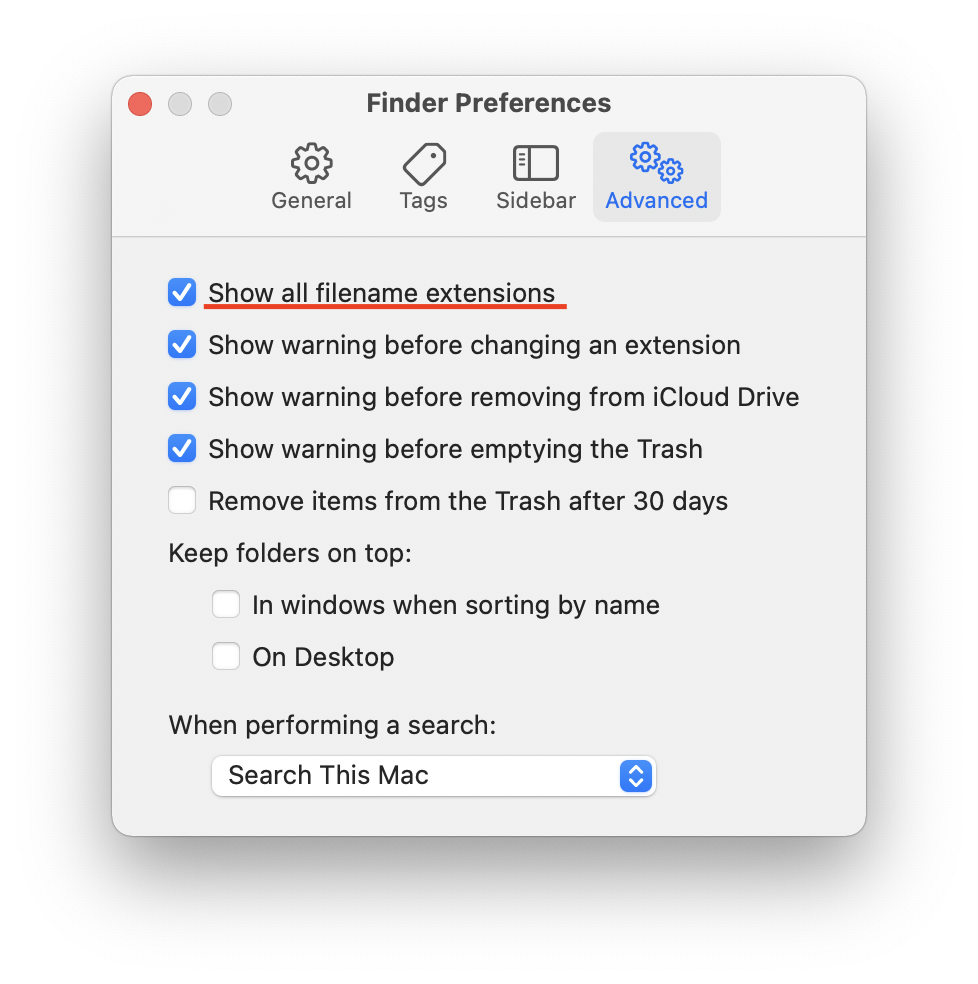 Finder Preferences
General Tags Sidebar Advanced
Show all filename extensions
Show warning before changing an extension
Show warning before removing from iCloud Drive
Show warning before emptying the Trash
Remove items from the Trash after 30 days
Keep folders on top:
In windows when sorting by name
On Desktop
When performing a search:
Search This Mac